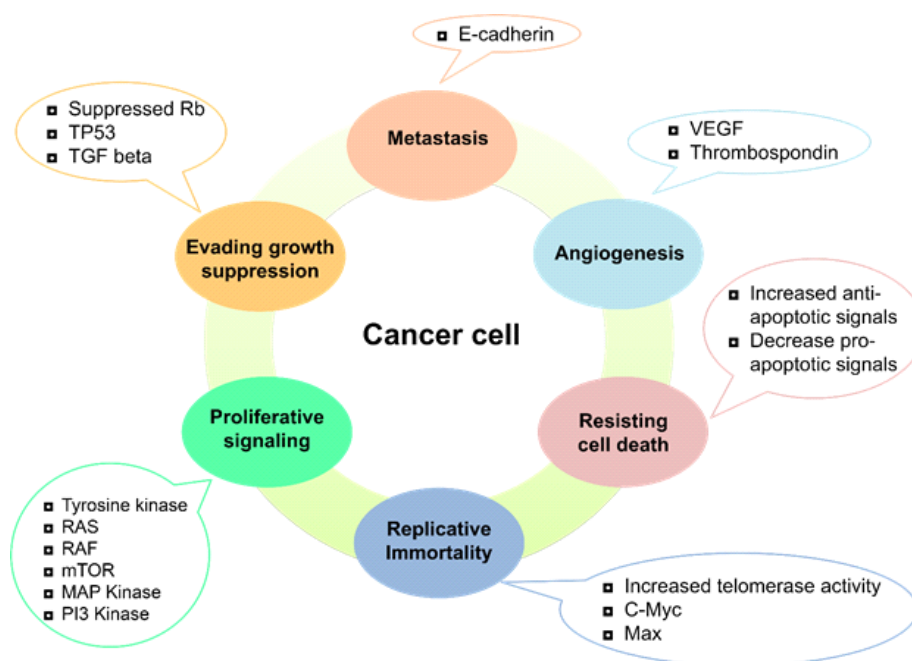 E-cadherin
Metastasis
Suppressed Rb
TP53
TGF beta
VEGF
Thrombospondin
Evading growth
suppression
Angiogenesis
Increased anti-
apoptotic signals
Decrease pro-
apoptotic signals
Cancer cell
Proliferative
signaling
Resisting
cell death
Tyrosine kinase
RAS
RAF
mTOR
MAP Kinase
PI3 Kinase
Replicative
Immortality
Increased telomerase activity
C-Myc
Max